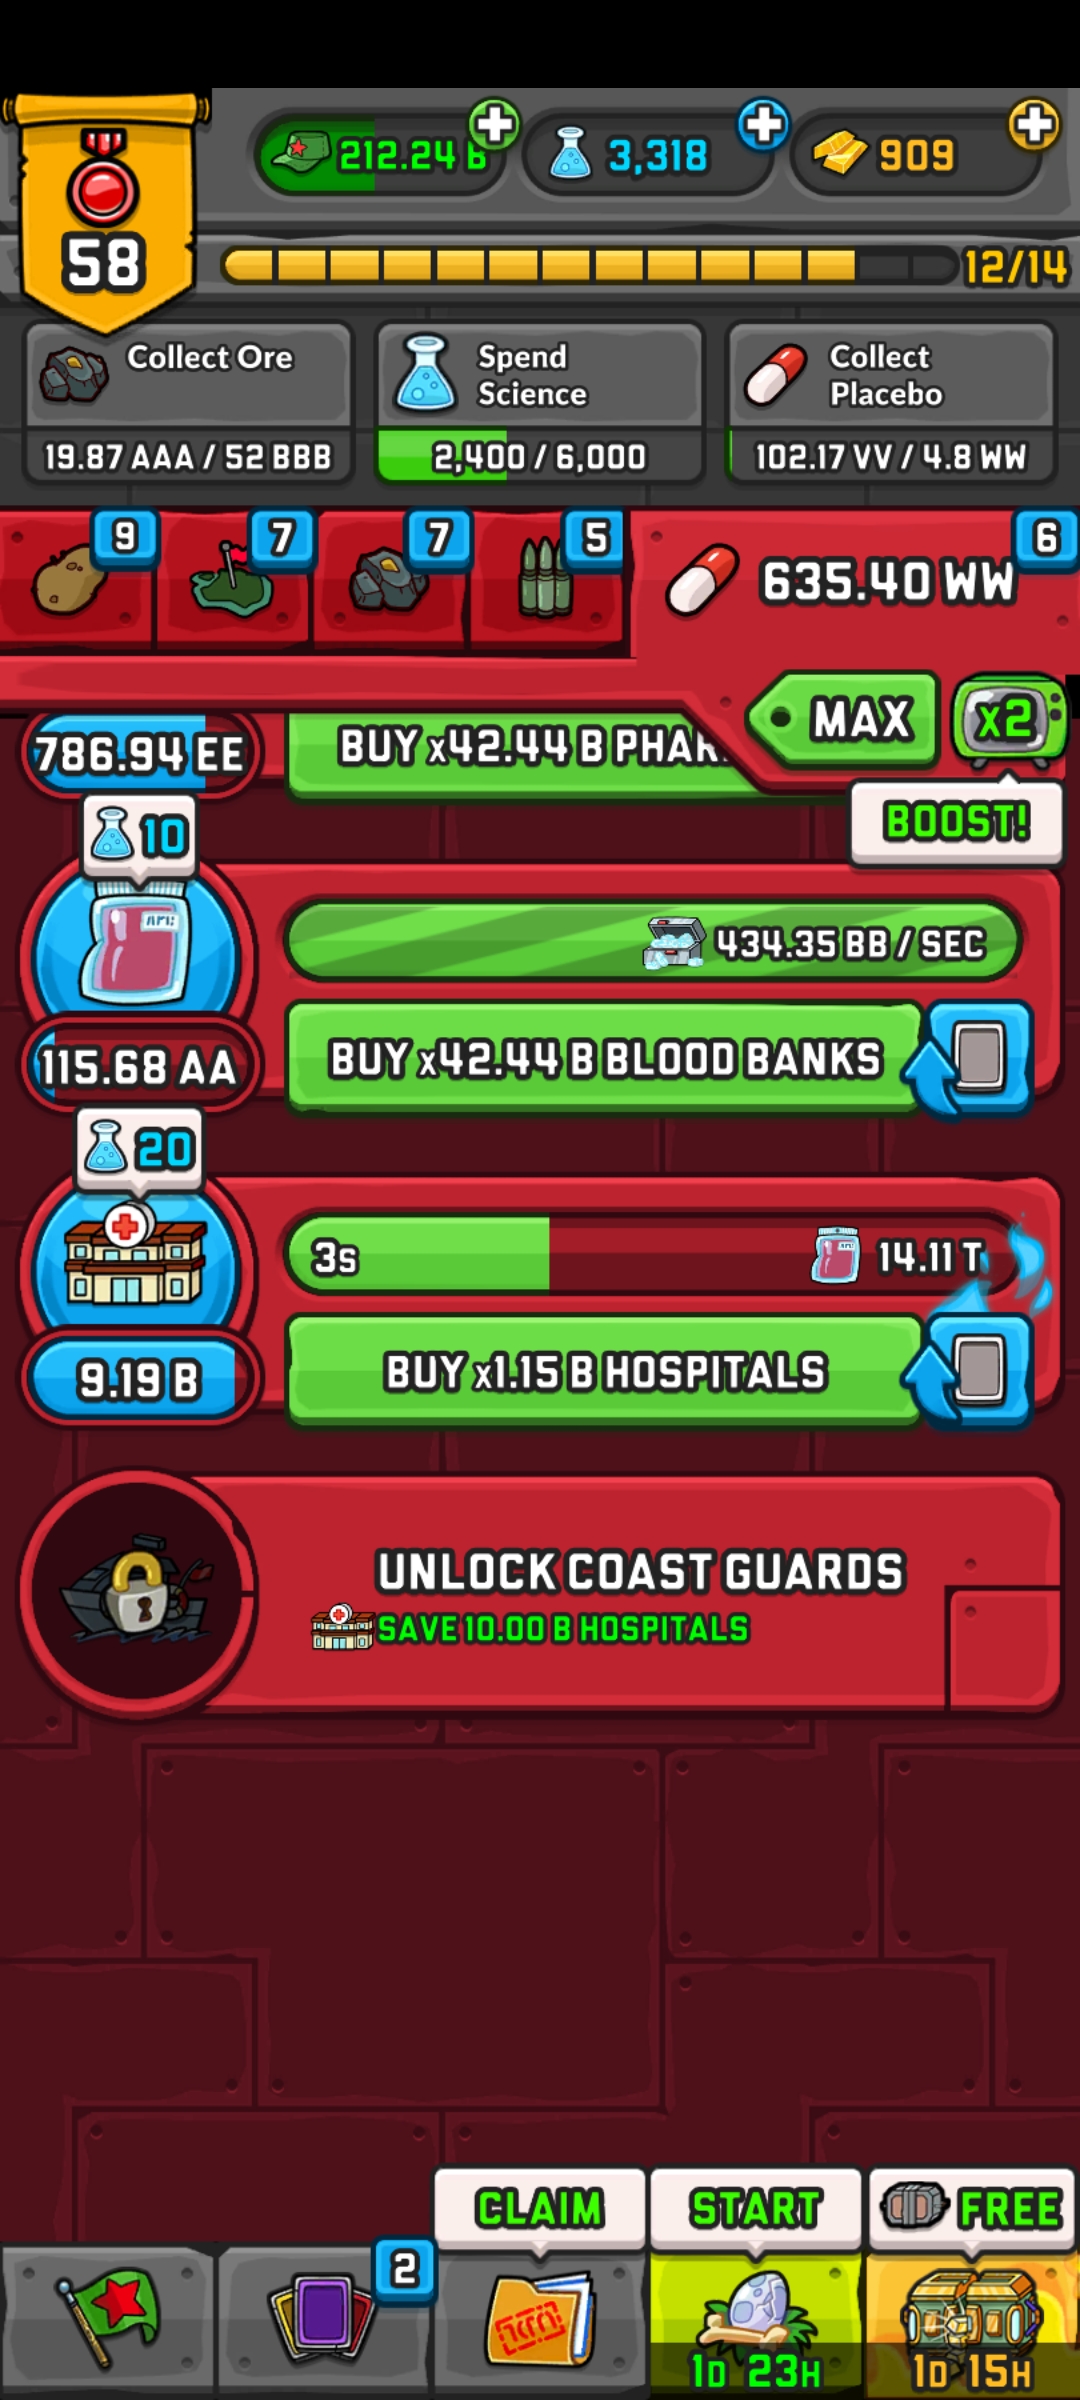 58
212.24 B
3,318
909
12/14
Collect Ore
19.87 AAA / 52 BBB
Spend
Science
2,400 / 6,000
Collect
Placebo
102.17 VV / 4.8 WW
9
7
7
5
6
635.40 WW
MAX
x2
BOOST!
786.94 EE
BUY x42.44 B PHAR
10
434.35 BB / SEC
115.68 AA
BUY x42.44 B BLOOD BANKS
20
3s
14.11 T
9.19 B
BUY x1.15 B HOSPITALS
UNLOCK COAST GUARDS
SAVE 10.00 B HOSPITALS
CLAIM
START
FREE
2
1D 23H
1D 15H